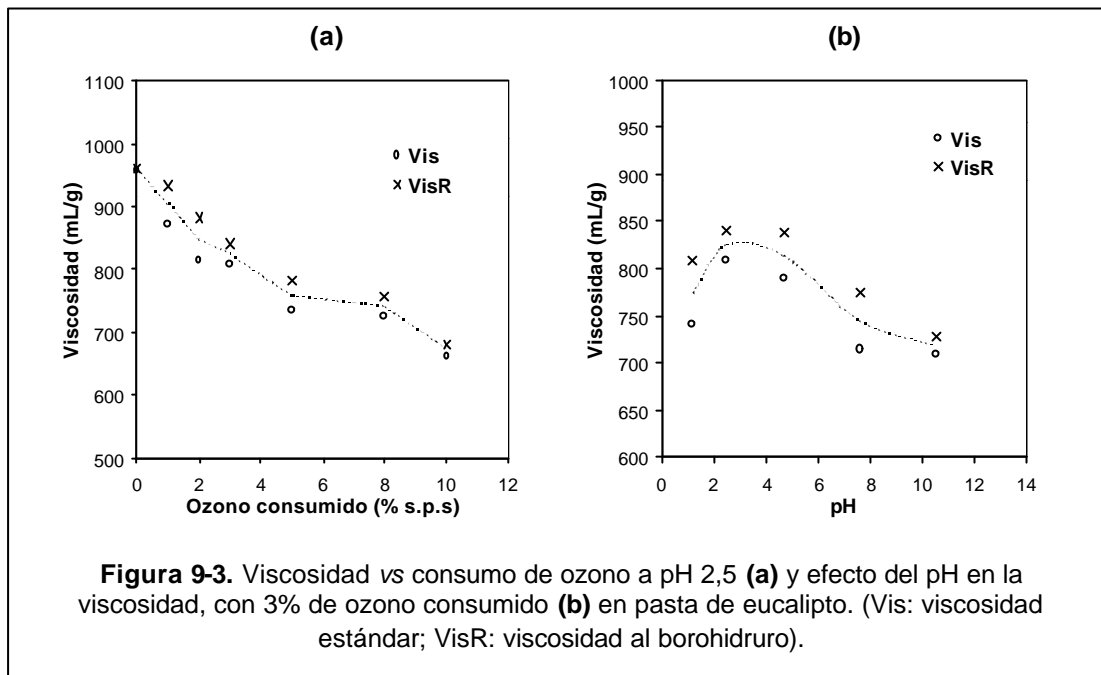 (a)
1100
1000
900
800
700
600
500
Viscosidad (mL/g)
Vis
VisR
0 2 4 6 8 10 12
Ozono consumido (% s.p.s)
(b)
1000
950
900
850
800
750
700
650
600
Viscosidad (mL/g)
Vis
VisR
0 2 4 6 8 10 12 14
pH
Figura 9-3. Viscosidad vs consumo de ozono a pH 2,5 (a) y efecto del pH en la
viscosidad, con 3% de ozono consumido (b) en pasta de eucalipto. (Vis: viscosidad
estándar; VisR: viscosidad al borohidruro).